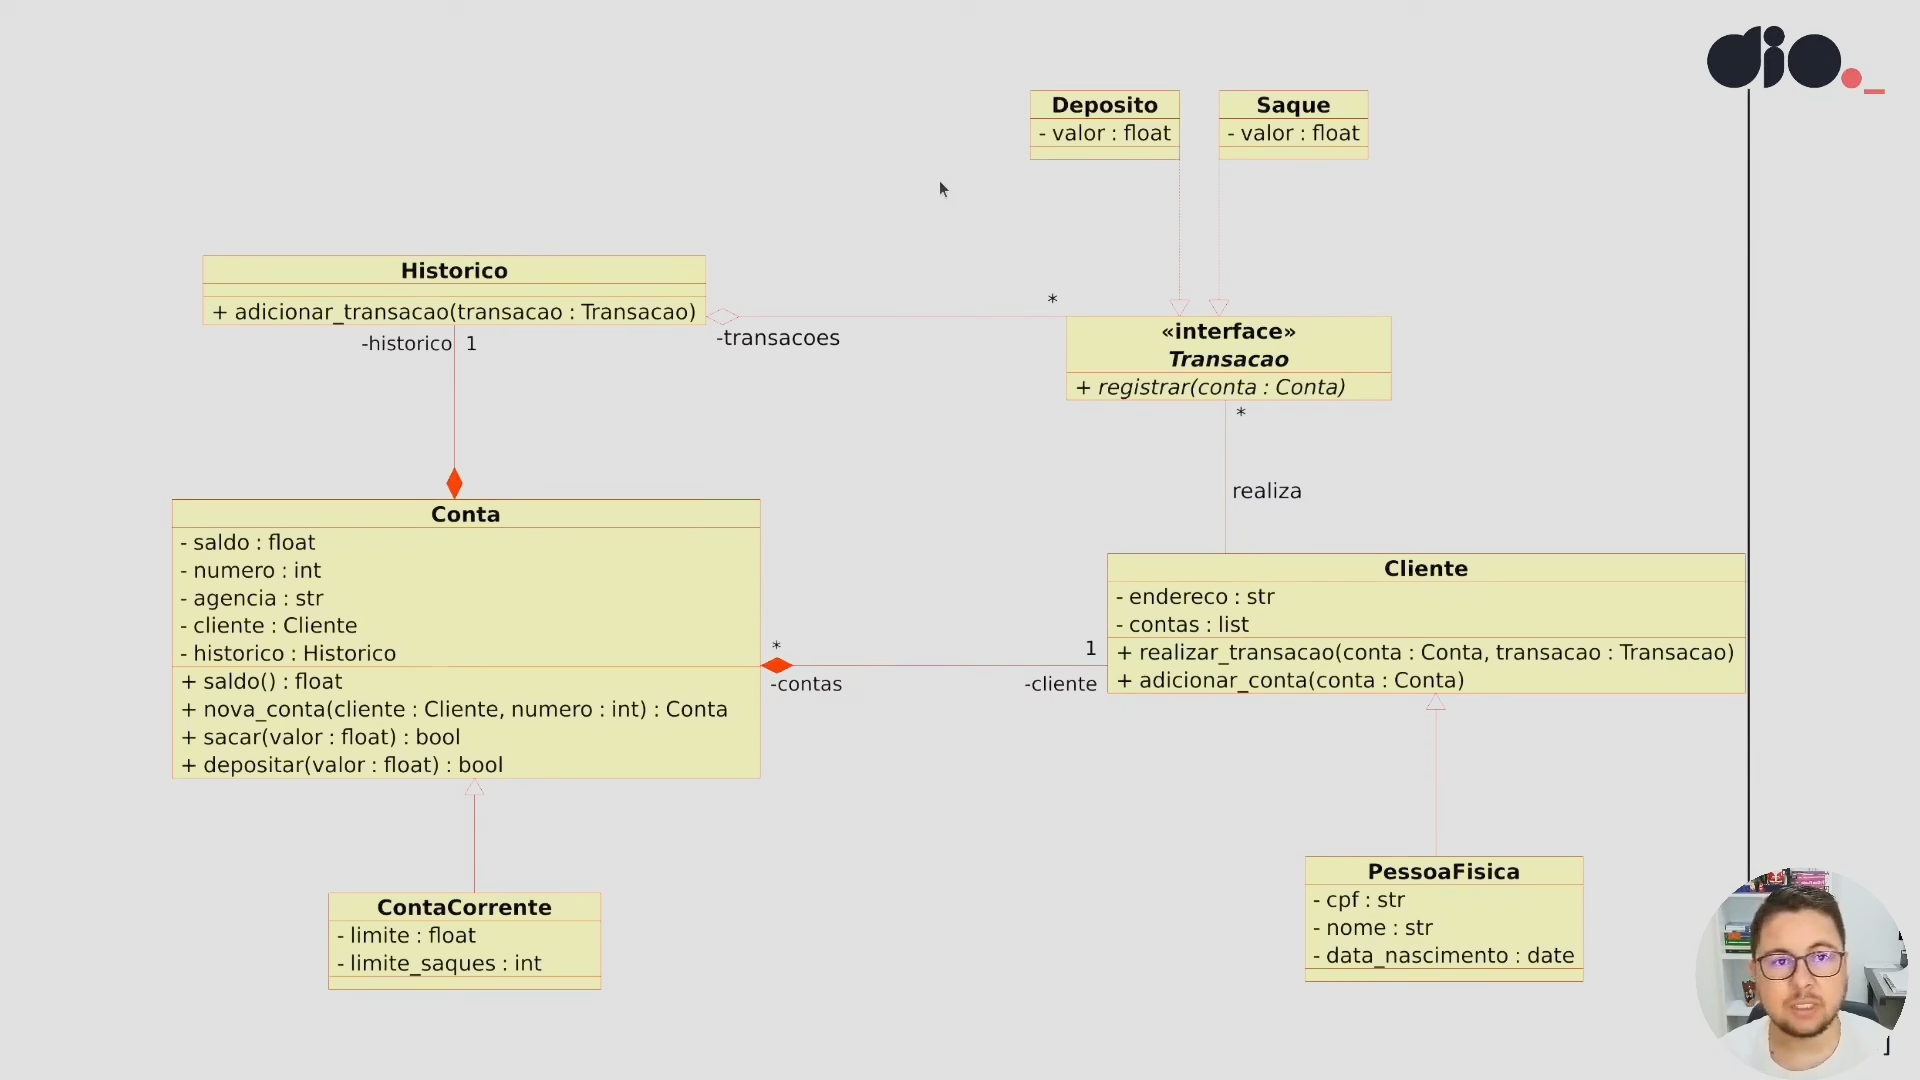 dio._
Deposito
- valor : float
Saque
- valor : float
Historico
+ adicionar_transacao(transacao : Transacao)
-historico 1
-transacoes
*
«interface»
Transacao
+ registrar(conta : Conta)
*
realiza
Conta
- saldo : float
- numero : int
- agencia : str
- cliente : Cliente
- historico : Historico
+ saldo() : float
+ nova_conta(cliente : Cliente, numero : int) : Conta
+ sacar(valor : float) : bool
+ depositar(valor : float) : bool
*
-contas
1
-cliente
Cliente
- endereco : str
- contas : list
+ realizar_transacao(conta : Conta, transacao : Transacao)
+ adicionar_conta(conta : Conta)
ContaCorrente
- limite : float
- limite_saques : int
PessoaFisica
- cpf : str
- nome : str
- data_nascimento : date